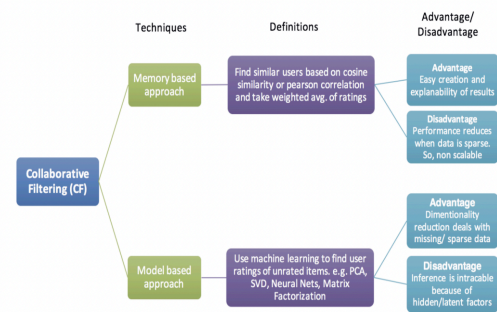 Techniques
Definitions
Advantage/
Disadvantage
Memory based
approach
Find similar users based on cosine
similarity or pearson correlation
and take weighted avg. of ratings
Advantage
Easy creation and
explanability of results
Disadvantage
Performance reduces
when data is sparse.
So, non scalable
Collaborative
Filtering (CF)
Model based
approach
Use machine learning to find user
ratings of unrated items. e.g. PCA,
SVD, Neural Nets, Matrix
Factorization
Advantage
Dimentionality
reduction deals with
missing/ sparse data
Disadvantage
Inference is intracable
because of
hidden/latent factors